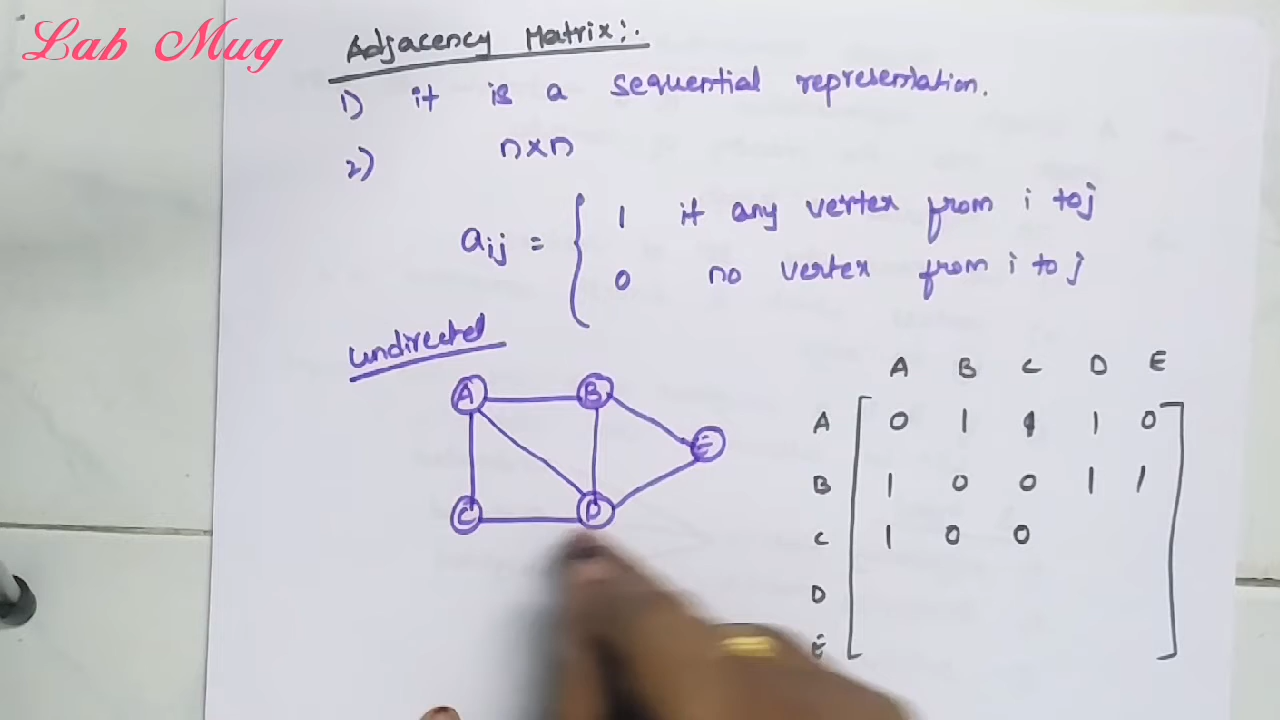 Lab Mug
Adjacency Matrix:.
1) it is a sequential representation.
2) n×n
aij = { 1 if any vertex from i to j
0 no vertex from i to j
undirected
A B C D E
A B E C D
A 0 1 1 1 0
B 1 0 0 1 1
C 1 0 0
D
E